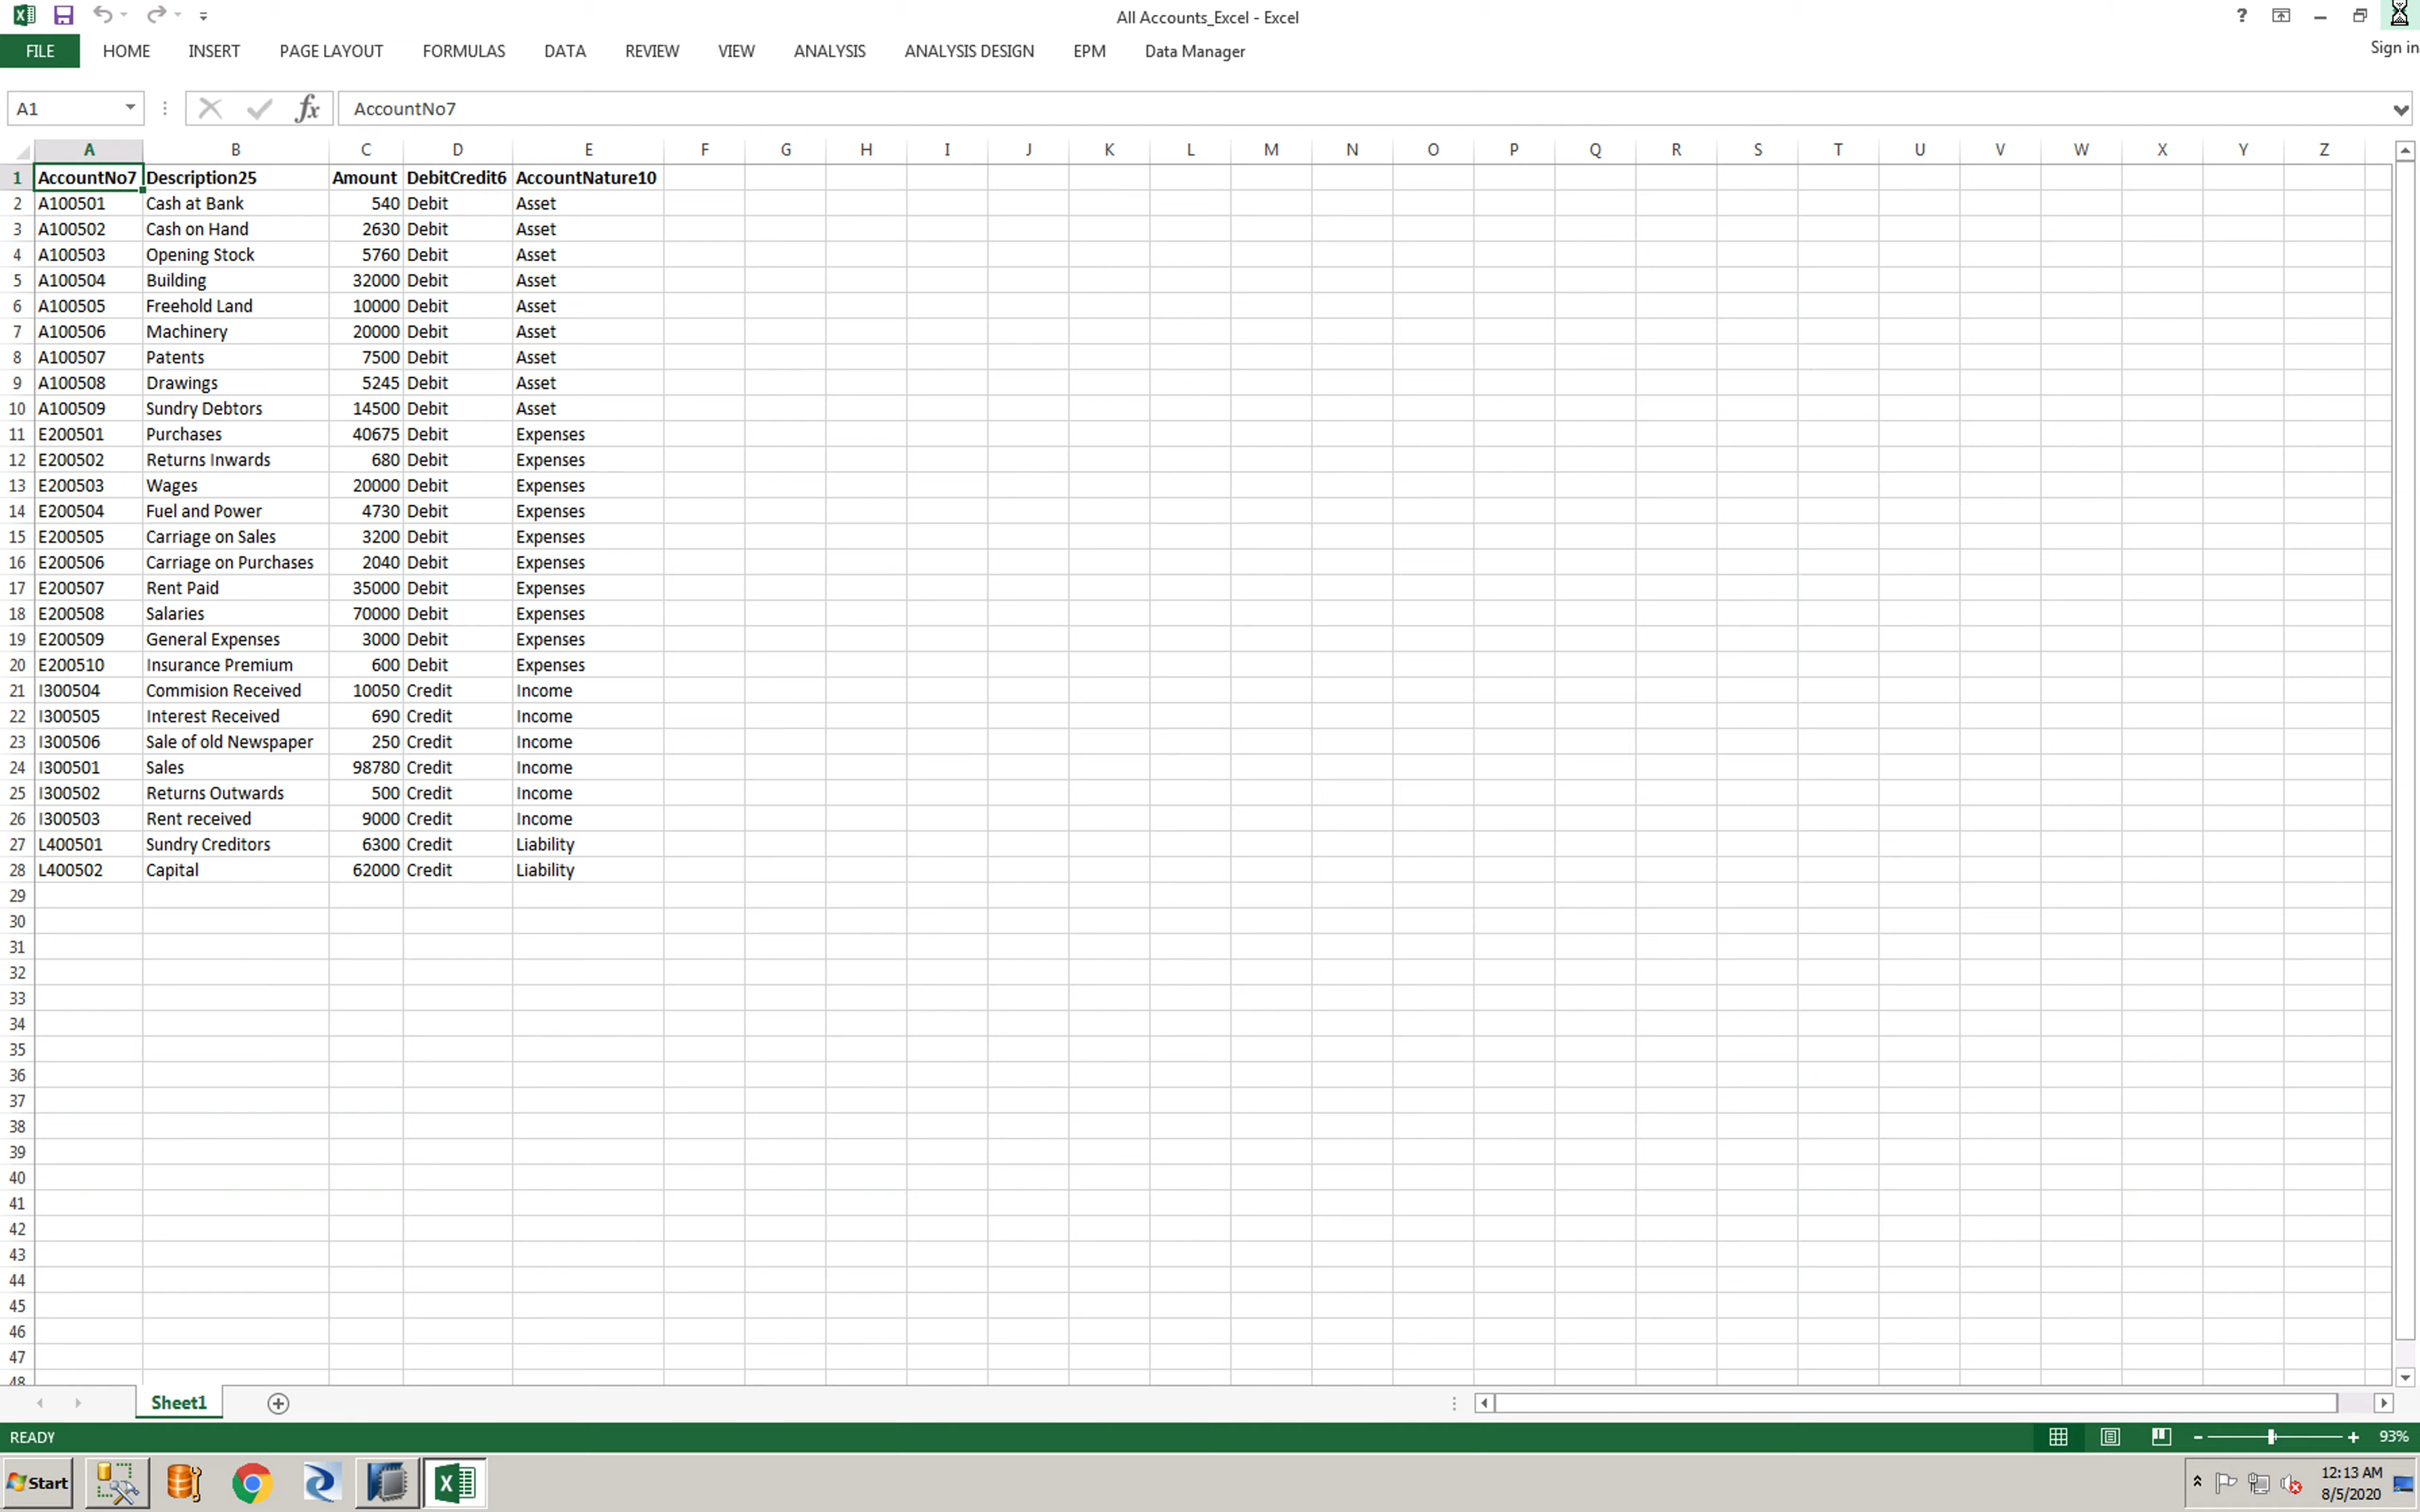 All Accounts_Excel - Excel
?
FILE HOME INSERT PAGE LAYOUT FORMULAS DATA REVIEW VIEW ANALYSIS ANALYSIS DESIGN EPM Data Manager Sign in
A1 fx AccountNo7
A B C D E F G H I J K L M N O P Q R S T U V W X Y Z
1 AccountNo7 Description25 Amount DebitCredit6 AccountNature10
2 A100501 Cash at Bank 540 Debit Asset
3 A100502 Cash on Hand 2630 Debit Asset
4 A100503 Opening Stock 5760 Debit Asset
5 A100504 Building 32000 Debit Asset
6 A100505 Freehold Land 10000 Debit Asset
7 A100506 Machinery 20000 Debit Asset
8 A100507 Patents 7500 Debit Asset
9 A100508 Drawings 5245 Debit Asset
10 A100509 Sundry Debtors 14500 Debit Asset
11 E200501 Purchases 40675 Debit Expenses
12 E200502 Returns Inwards 680 Debit Expenses
13 E200503 Wages 20000 Debit Expenses
14 E200504 Fuel and Power 4730 Debit Expenses
15 E200505 Carriage on Sales 3200 Debit Expenses
16 E200506 Carriage on Purchases 2040 Debit Expenses
17 E200507 Rent Paid 35000 Debit Expenses
18 E200508 Salaries 70000 Debit Expenses
19 E200509 General Expenses 3000 Debit Expenses
20 E200510 Insurance Premium 600 Debit Expenses
21 I300504 Commision Received 10050 Credit Income
22 I300505 Interest Received 690 Credit Income
23 I300506 Sale of old Newspaper 250 Credit Income
24 I300501 Sales 98780 Credit Income
25 I300502 Returns Outwards 500 Credit Income
26 I300503 Rent received 9000 Credit Income
27 L400501 Sundry Creditors 6300 Credit Liability
28 L400502 Capital 62000 Credit Liability
29
30
31
32
33
34
35
36
37
38
39
40
41
42
43
44
45
46
47
48
Sheet1
READY 93%
Start 12:13 AM
8/5/2020